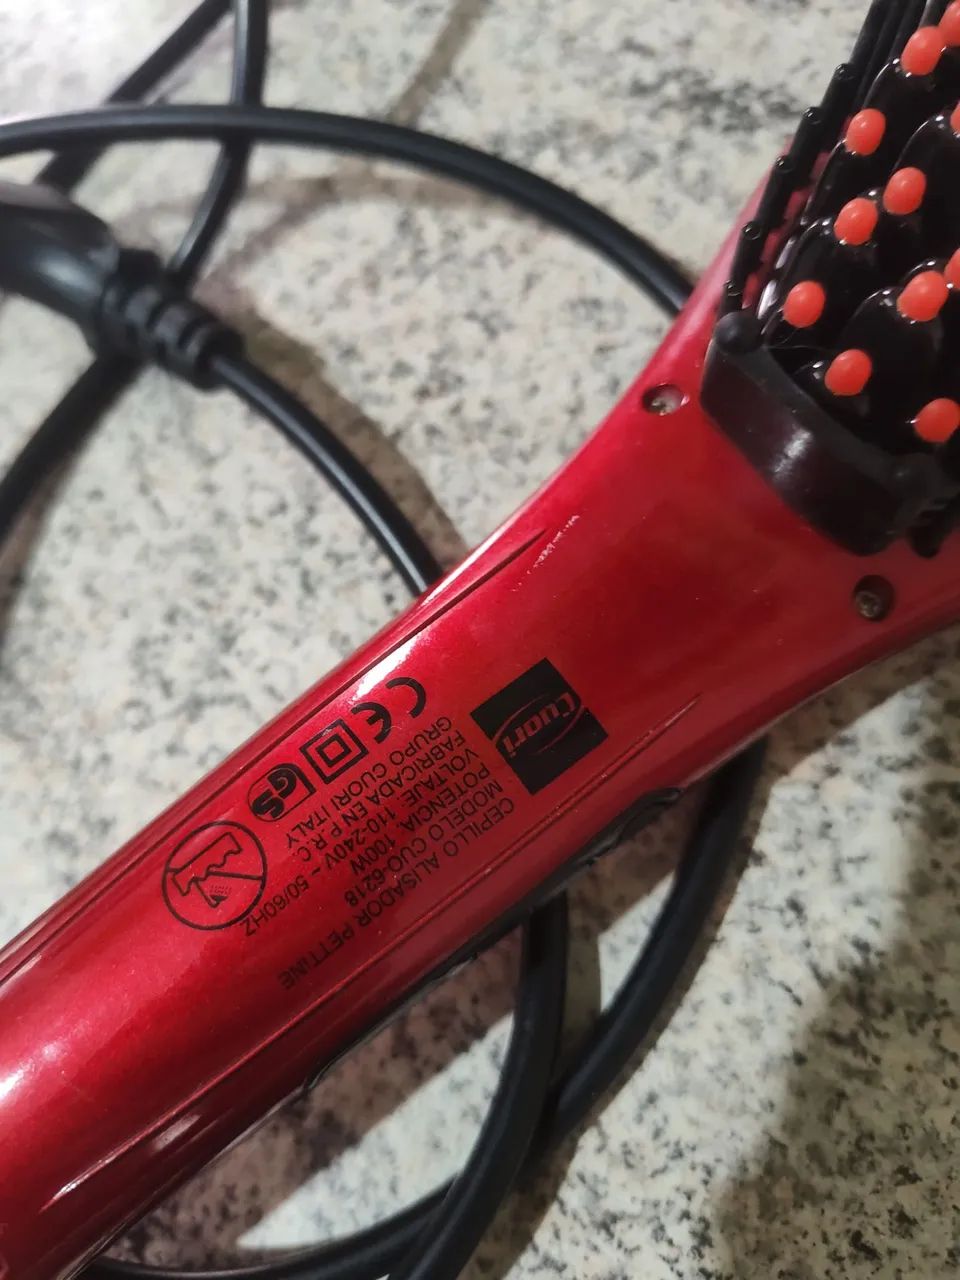 Cuori
CEPILLO ALISADOR PETTINE
MODELO CUO-6218
POTENCIA. 100W
VOLTAJE. 110-240V ~ 50/60HZ
FABRICADA EN P.R.C
GRUPO CUORI ITALY
CE
GS